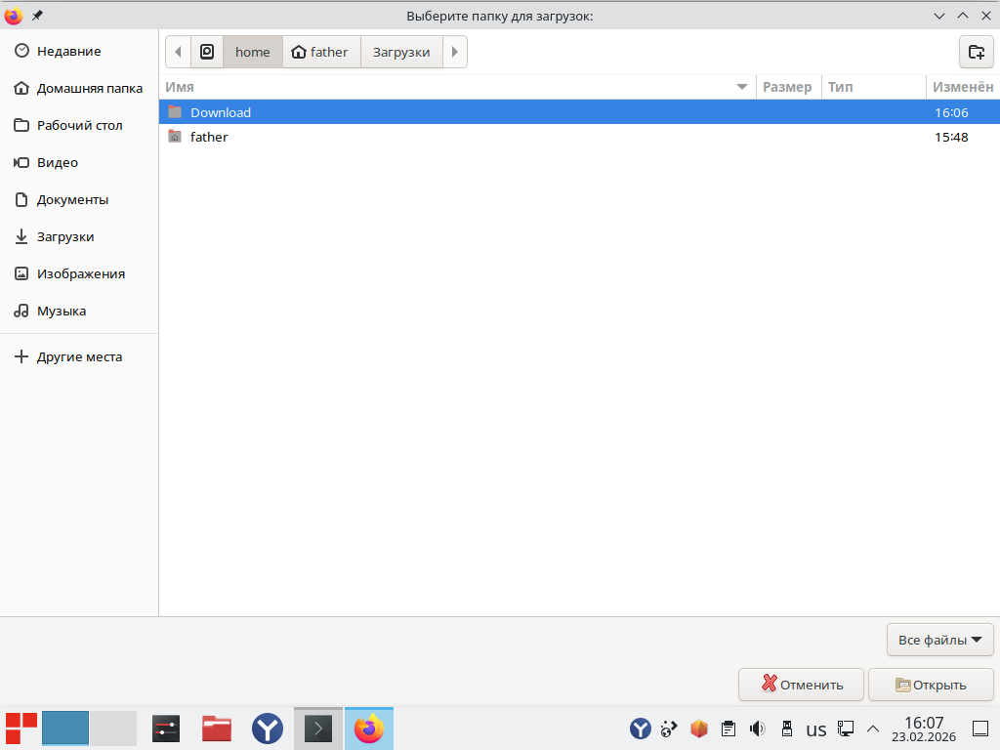 Выберите папку для загрузок:
Недавние
Домашняя папка
Рабочий стол
Видео
Документы
Загрузки
Изображения
Музыка
Другие места
home father Загрузки
Имя Размер Тип Изменён
Download 16:06
father 15:48
Все файлы
Отменить Открыть
us 16:07
23.02.2026